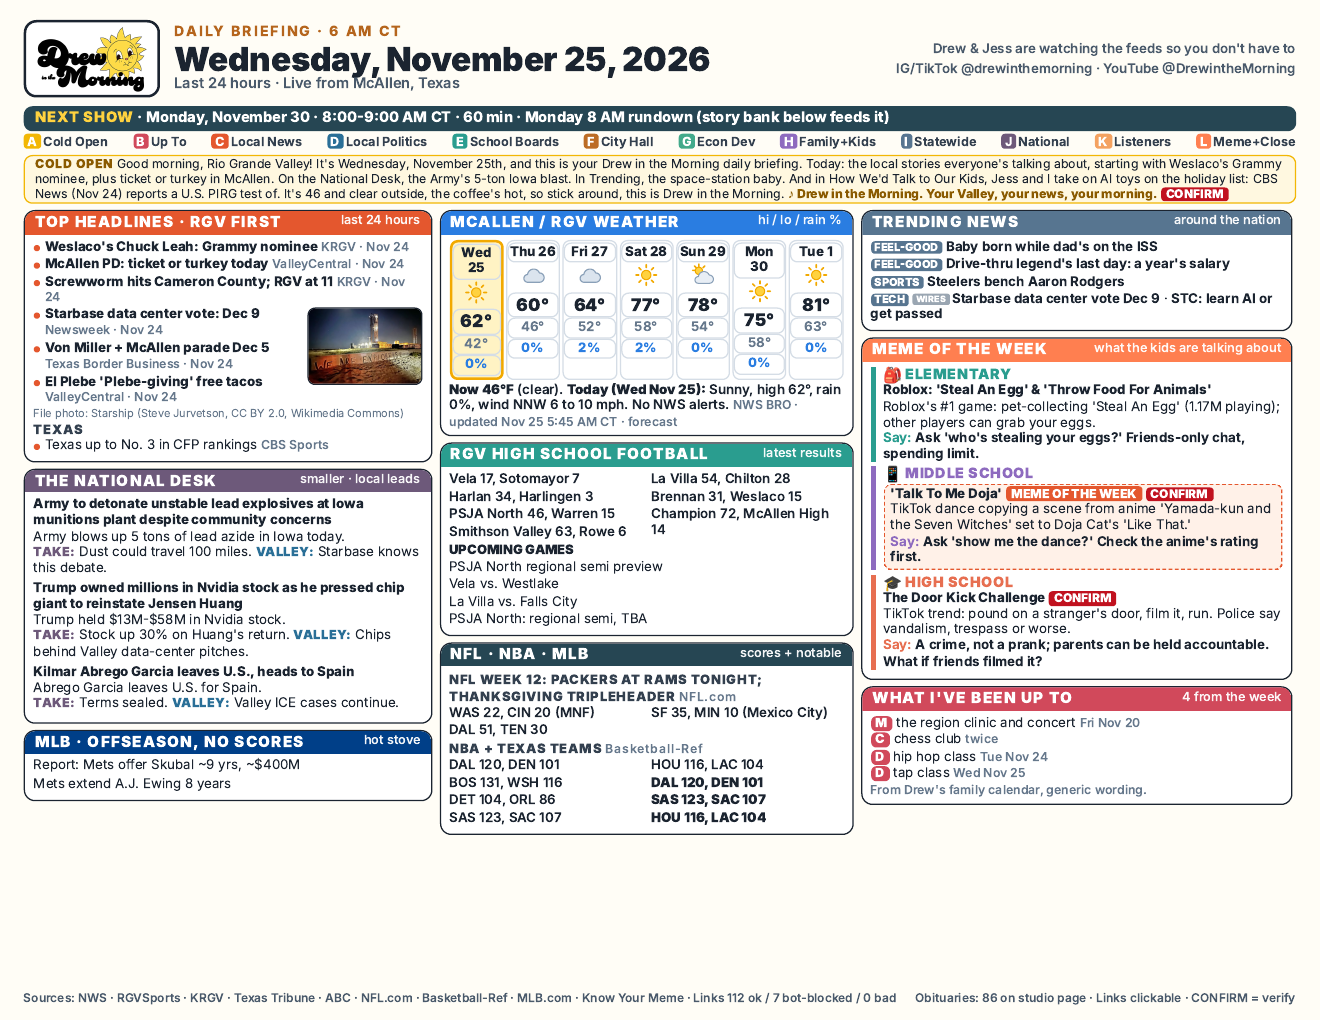 Drew in the Morning
DAILY BRIEFING · 6 AM CT
Wednesday, November 25, 2026
Last 24 hours · Live from McAllen, Texas
Drew & Jess are watching the feeds so you don't have to
IG/TikTok @drewinthemorning · YouTube @DrewintheMorning
NEXT SHOW · Monday, November 30 · 8:00-9:00 AM CT · 60 min · Monday 8 AM rundown (story bank below feeds it)
A Cold Open B Up To C Local News D Local Politics E School Boards F City Hall G Econ Dev H Family+Kids I Statewide J National K Listeners L Meme+Close
COLD OPEN Good morning, Rio Grande Valley! It's Wednesday, November 25th, and this is your Drew in the Morning daily briefing. Today: the local stories everyone's talking about, starting with Weslaco's Grammy
nominee, plus ticket or turkey in McAllen. On the National Desk, the Army's 5-ton Iowa blast. In Trending, the space-station baby. And in How We'd Talk to Our Kids, Jess and I take on AI toys on the holiday list: CBS
News (Nov 24) reports a U.S. PIRG test of. It's 46 and clear outside, the coffee's hot, so stick around, this is Drew in the Morning. ♪ Drew in the Morning. Your Valley, your news, your morning. CONFIRM
TOP HEADLINES · RGV FIRST last 24 hours
Weslaco's Chuck Leah: Grammy nominee KRGV · Nov 24
McAllen PD: ticket or turkey today ValleyCentral · Nov 24
Screwworm hits Cameron County; RGV at 11 KRGV · Nov
24
Starbase data center vote: Dec 9
Newsweek · Nov 24
Von Miller + McAllen parade Dec 5
Texas Border Business · Nov 24
El Plebe 'Plebe-giving' free tacos
ValleyCentral · Nov 24
File photo: Starship (Steve Jurvetson, CC BY 2.0, Wikimedia Commons)
TEXAS
Texas up to No. 3 in CFP rankings CBS Sports
THE NATIONAL DESK smaller · local leads
Army to detonate unstable lead explosives at Iowa
munitions plant despite community concerns
Army blows up 5 tons of lead azide in Iowa today.
TAKE: Dust could travel 100 miles. VALLEY: Starbase knows
this debate.
Trump owned millions in Nvidia stock as he pressed chip
giant to reinstate Jensen Huang
Trump held $13M-$58M in Nvidia stock.
TAKE: Stock up 30% on Huang's return. VALLEY: Chips
behind Valley data-center pitches.
Kilmar Abrego Garcia leaves U.S., heads to Spain
Abrego Garcia leaves U.S. for Spain.
TAKE: Terms sealed. VALLEY: Valley ICE cases continue.
MLB · OFFSEASON, NO SCORES hot stove
Report: Mets offer Skubal ~9 yrs, ~$400M
Mets extend A.J. Ewing 8 years
MCALLEN / RGV WEATHER hi / lo / rain %
Wed 25 Thu 26 Fri 27 Sat 28 Sun 29 Mon 30 Tue 1
62° 60° 64° 77° 78° 75° 81°
42° 46° 52° 58° 54° 58° 63°
0% 0% 2% 2% 0% 0% 0%
Now 46°F (clear). Today (Wed Nov 25): Sunny, high 62°, rain
0%, wind NNW 6 to 10 mph. No NWS alerts. NWS BRO ·
updated Nov 25 5:45 AM CT · forecast
RGV HIGH SCHOOL FOOTBALL latest results
Vela 17, Sotomayor 7
Harlan 34, Harlingen 3
PSJA North 46, Warren 15
Smithson Valley 63, Rowe 6
La Villa 54, Chilton 28
Brennan 31, Weslaco 15
Champion 72, McAllen High
14
UPCOMING GAMES
PSJA North regional semi preview
Vela vs. Westlake
La Villa vs. Falls City
PSJA North: regional semi, TBA
NFL · NBA · MLB scores + notable
NFL WEEK 12: PACKERS AT RAMS TONIGHT;
THANKSGIVING TRIPLEHEADER NFL.com
WAS 22, CIN 20 (MNF) SF 35, MIN 10 (Mexico City)
DAL 51, TEN 30
NBA + TEXAS TEAMS Basketball-Ref
DAL 120, DEN 101 HOU 116, LAC 104
BOS 131, WSH 116 DAL 120, DEN 101
DET 104, ORL 86 SAS 123, SAC 107
SAS 123, SAC 107 HOU 116, LAC 104
TRENDING NEWS around the nation
FEEL-GOOD Baby born while dad's on the ISS
FEEL-GOOD Drive-thru legend's last day: a year's salary
SPORTS Steelers bench Aaron Rodgers
TECH WIRES Starbase data center vote Dec 9 · STC: learn AI or
get passed
MEME OF THE WEEK what the kids are talking about
ELEMENTARY
Roblox: 'Steal An Egg' & 'Throw Food For Animals'
Roblox's #1 game: pet-collecting 'Steal An Egg' (1.17M playing);
other players can grab your eggs.
Say: Ask 'who's stealing your eggs?' Friends-only chat,
spending limit.
MIDDLE SCHOOL
'Talk To Me Doja' MEME OF THE WEEK CONFIRM
TikTok dance copying a scene from anime 'Yamada-kun and
the Seven Witches' set to Doja Cat's 'Like That.'
Say: Ask 'show me the dance?' Check the anime's rating
first.
HIGH SCHOOL
The Door Kick Challenge CONFIRM
TikTok trend: pound on a stranger's door, film it, run. Police say
vandalism, trespass or worse.
Say: A crime, not a prank; parents can be held accountable.
What if friends filmed it?
WHAT I'VE BEEN UP TO 4 from the week
M the region clinic and concert Fri Nov 20
C chess club twice
D hip hop class Tue Nov 24
D tap class Wed Nov 25
From Drew's family calendar, generic wording.
Sources: NWS · RGVSports · KRGV · Texas Tribune · ABC · NFL.com · Basketball-Ref · MLB.com · Know Your Meme · Links 112 ok / 7 bot-blocked / 0 bad Obituaries: 86 on studio page · Links clickable · CONFIRM = verify